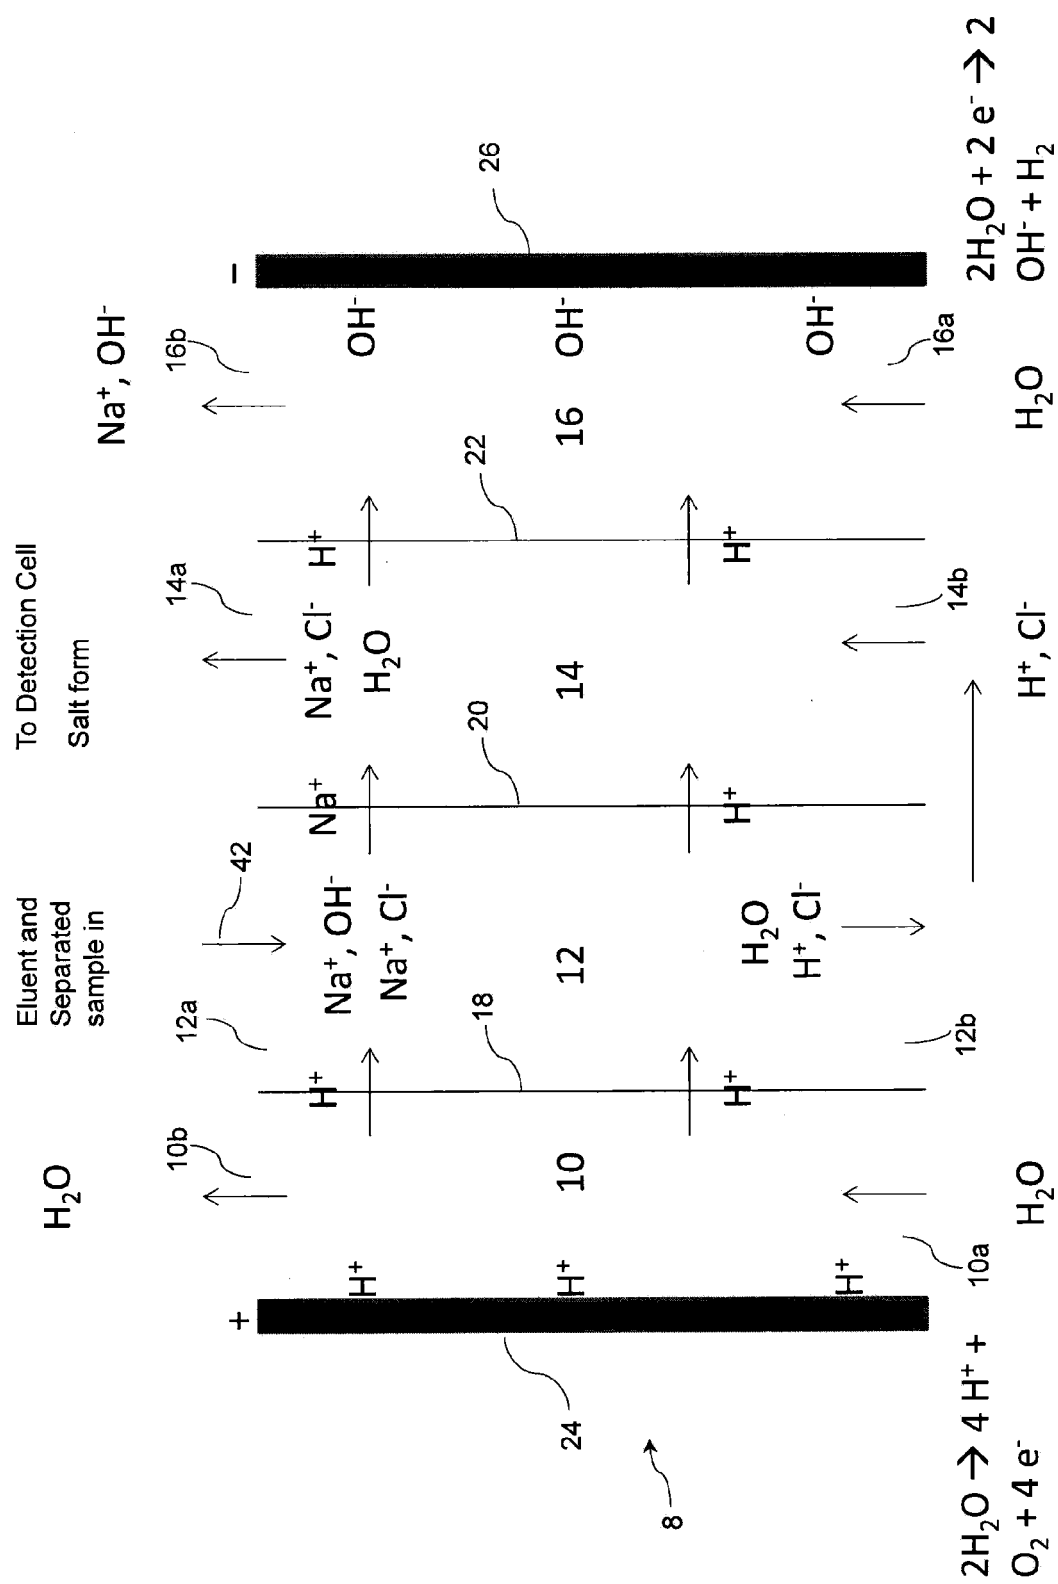 To Detection Cell
Salt form
Eluent and
Separated
sample in
H₂O
Na⁺, OH⁻
10b
12a
42
14a
16b
+
−
H⁺
H⁺
Na⁺
H⁺
Na⁺, OH⁻
Na⁺, Cl⁻
Na⁺, Cl⁻
H₂O
H⁺
OH⁻
18
20
22
26
24
H⁺
10
12
14
16
OH⁻
8
H⁺
H⁺
H₂O
H⁺, Cl⁻
H⁺
H⁺
OH⁻
10a
12b
14b
16a
H₂O
H⁺, Cl⁻
H₂O
2H₂O → 4 H⁺ +
O₂ + 4 e⁻
2H₂O + 2 e⁻ → 2
OH⁻ + H₂